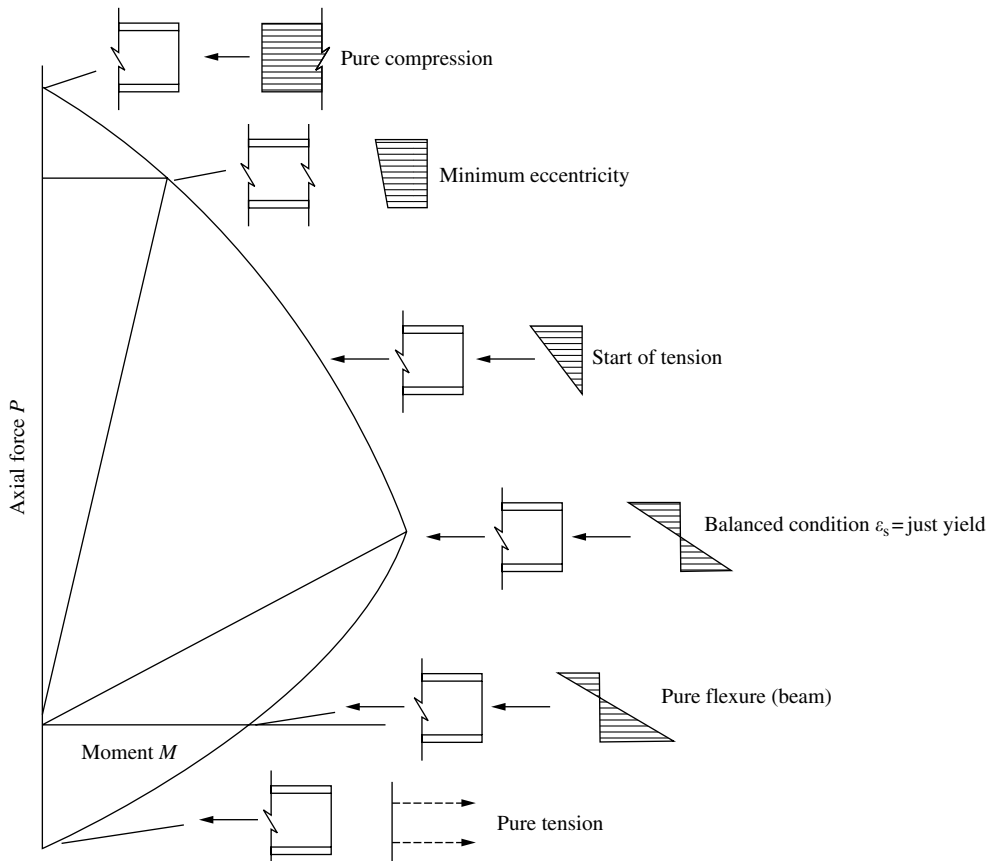 Pure compression
Minimum eccentricity
Start of tension
Axial force P
Balanced condition εs = just yield
Pure flexure (beam)
Moment M
Pure tension